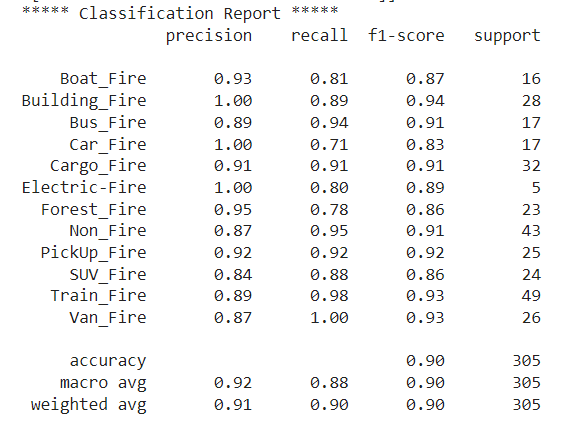 ***** Classification Report *****
precision recall f1-score support
Boat_Fire 0.93 0.81 0.87 16
Building_Fire 1.00 0.89 0.94 28
Bus_Fire 0.89 0.94 0.91 17
Car_Fire 1.00 0.71 0.83 17
Cargo_Fire 0.91 0.91 0.91 32
Electric-Fire 1.00 0.80 0.89 5
Forest_Fire 0.95 0.78 0.86 23
Non_Fire 0.87 0.95 0.91 43
PickUp_Fire 0.92 0.92 0.92 25
SUV_Fire 0.84 0.88 0.86 24
Train_Fire 0.89 0.98 0.93 49
Van_Fire 0.87 1.00 0.93 26
accuracy 0.90 305
macro avg 0.92 0.88 0.90 305
weighted avg 0.91 0.90 0.90 305